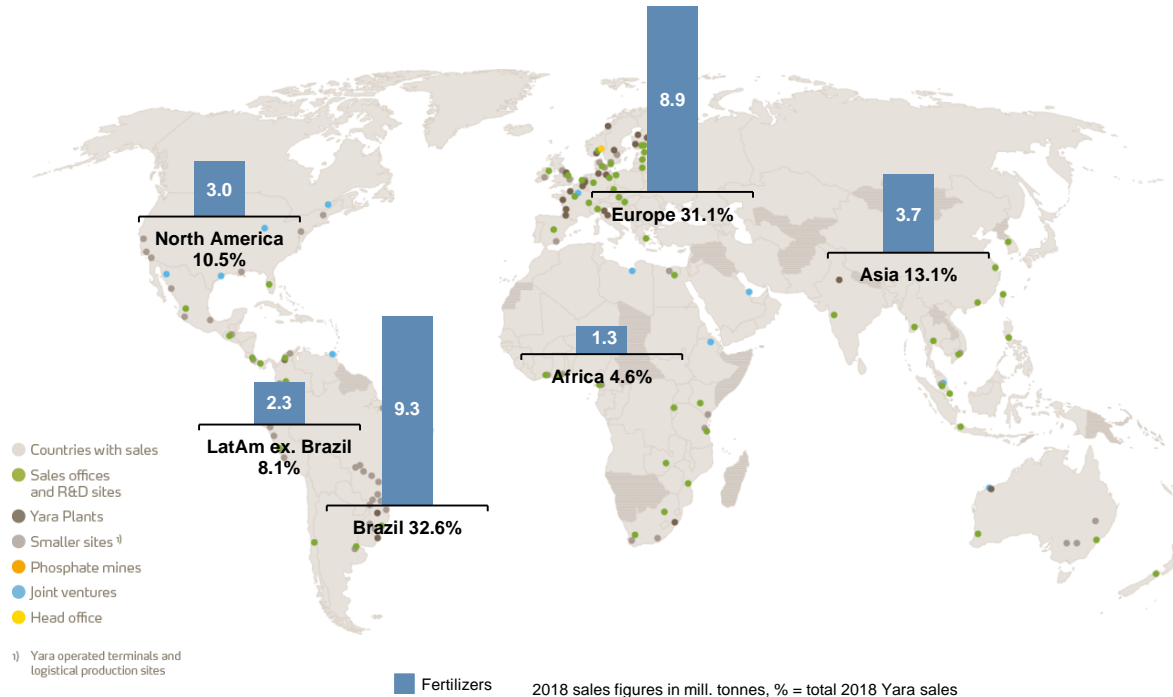 8.9
3.0
3.7
North America
10.5%
Europe 31.1%
Asia 13.1%
1.3
Africa 4.6%
2.3
9.3
LatAm ex. Brazil
8.1%
Brazil 32.6%
Countries with sales
Sales offices
and R&D sites
Yara Plants
Smaller sites ¹⁾
Phosphate mines
Joint ventures
Head office
1) Yara operated terminals and
logistical production sites
Fertilizers
2018 sales figures in mill. tonnes, % = total 2018 Yara sales